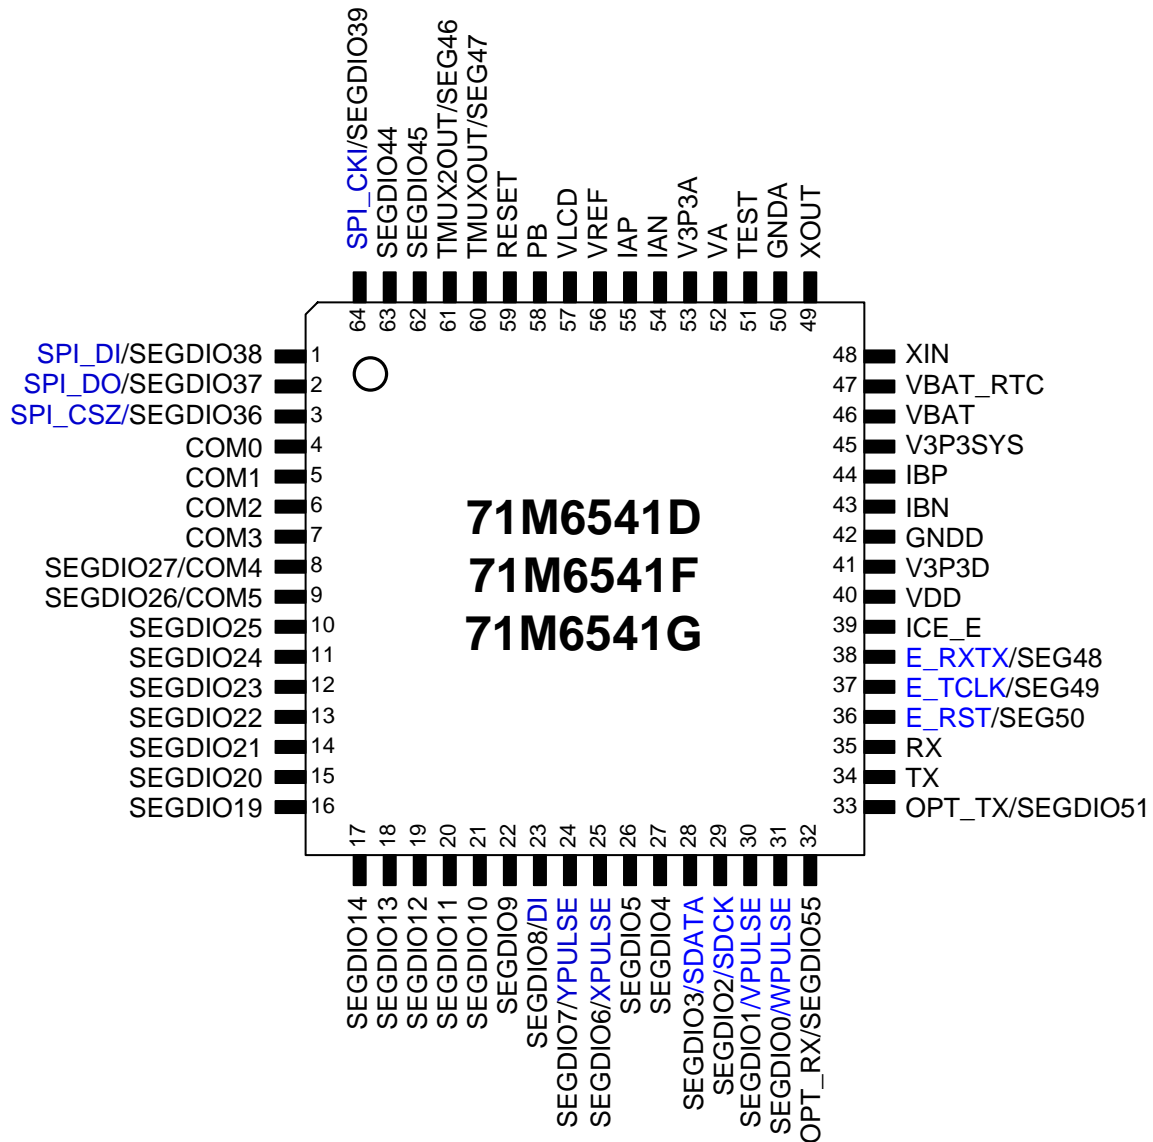 SPI_CKI/SEGDIO39
SEGDIO44
SEGDIO45
TMUX2OUT/SEG46
TMUXOUT/SEG47
RESET
PB
VLCD
VREF
IAP
IAN
V3P3A
VA
TEST
GNDA
XOUT
64
63
62
61
60
59
58
57
56
55
54
53
52
51
50
49
SPI_DI/SEGDIO38 1
SPI_DO/SEGDIO37 2
SPI_CSZ/SEGDIO36 3
COM0 4
COM1 5
COM2 6
COM3 7
SEGDIO27/COM4 8
SEGDIO26/COM5 9
SEGDIO25 10
SEGDIO24 11
SEGDIO23 12
SEGDIO22 13
SEGDIO21 14
SEGDIO20 15
SEGDIO19 16
71M6541D
71M6541F
71M6541G
48 XIN
47 VBAT_RTC
46 VBAT
45 V3P3SYS
44 IBP
43 IBN
42 GNDD
41 V3P3D
40 VDD
39 ICE_E
38 E_RXTX/SEG48
37 E_TCLK/SEG49
36 E_RST/SEG50
35 RX
34 TX
33 OPT_TX/SEGDIO51
17
18
19
20
21
22
23
24
25
26
27
28
29
30
31
32
SEGDIO14
SEGDIO13
SEGDIO12
SEGDIO11
SEGDIO10
SEGDIO9
SEGDIO8/DI
SEGDIO7/YPULSE
SEGDIO6/XPULSE
SEGDIO5
SEGDIO4
SEGDIO3/SDATA
SEGDIO2/SDCK
SEGDIO1/VPULSE
SEGDIO0/WPULSE
OPT_RX/SEGDIO55